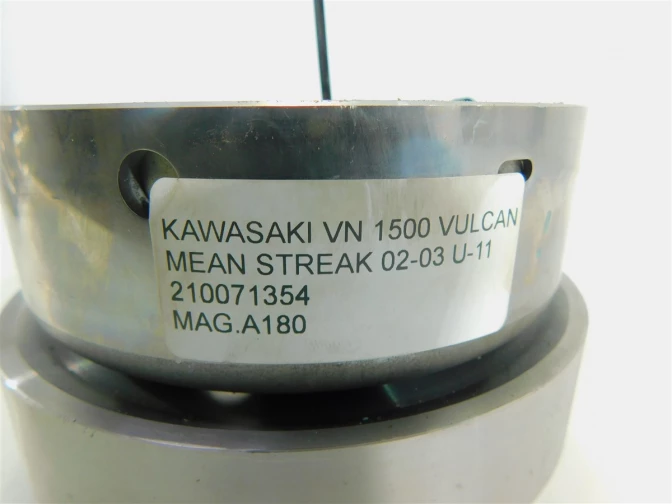 KAWASAKI VN 1500 VULCAN
MEAN STREAK 02-03 U-11
210071354
MAG.A180